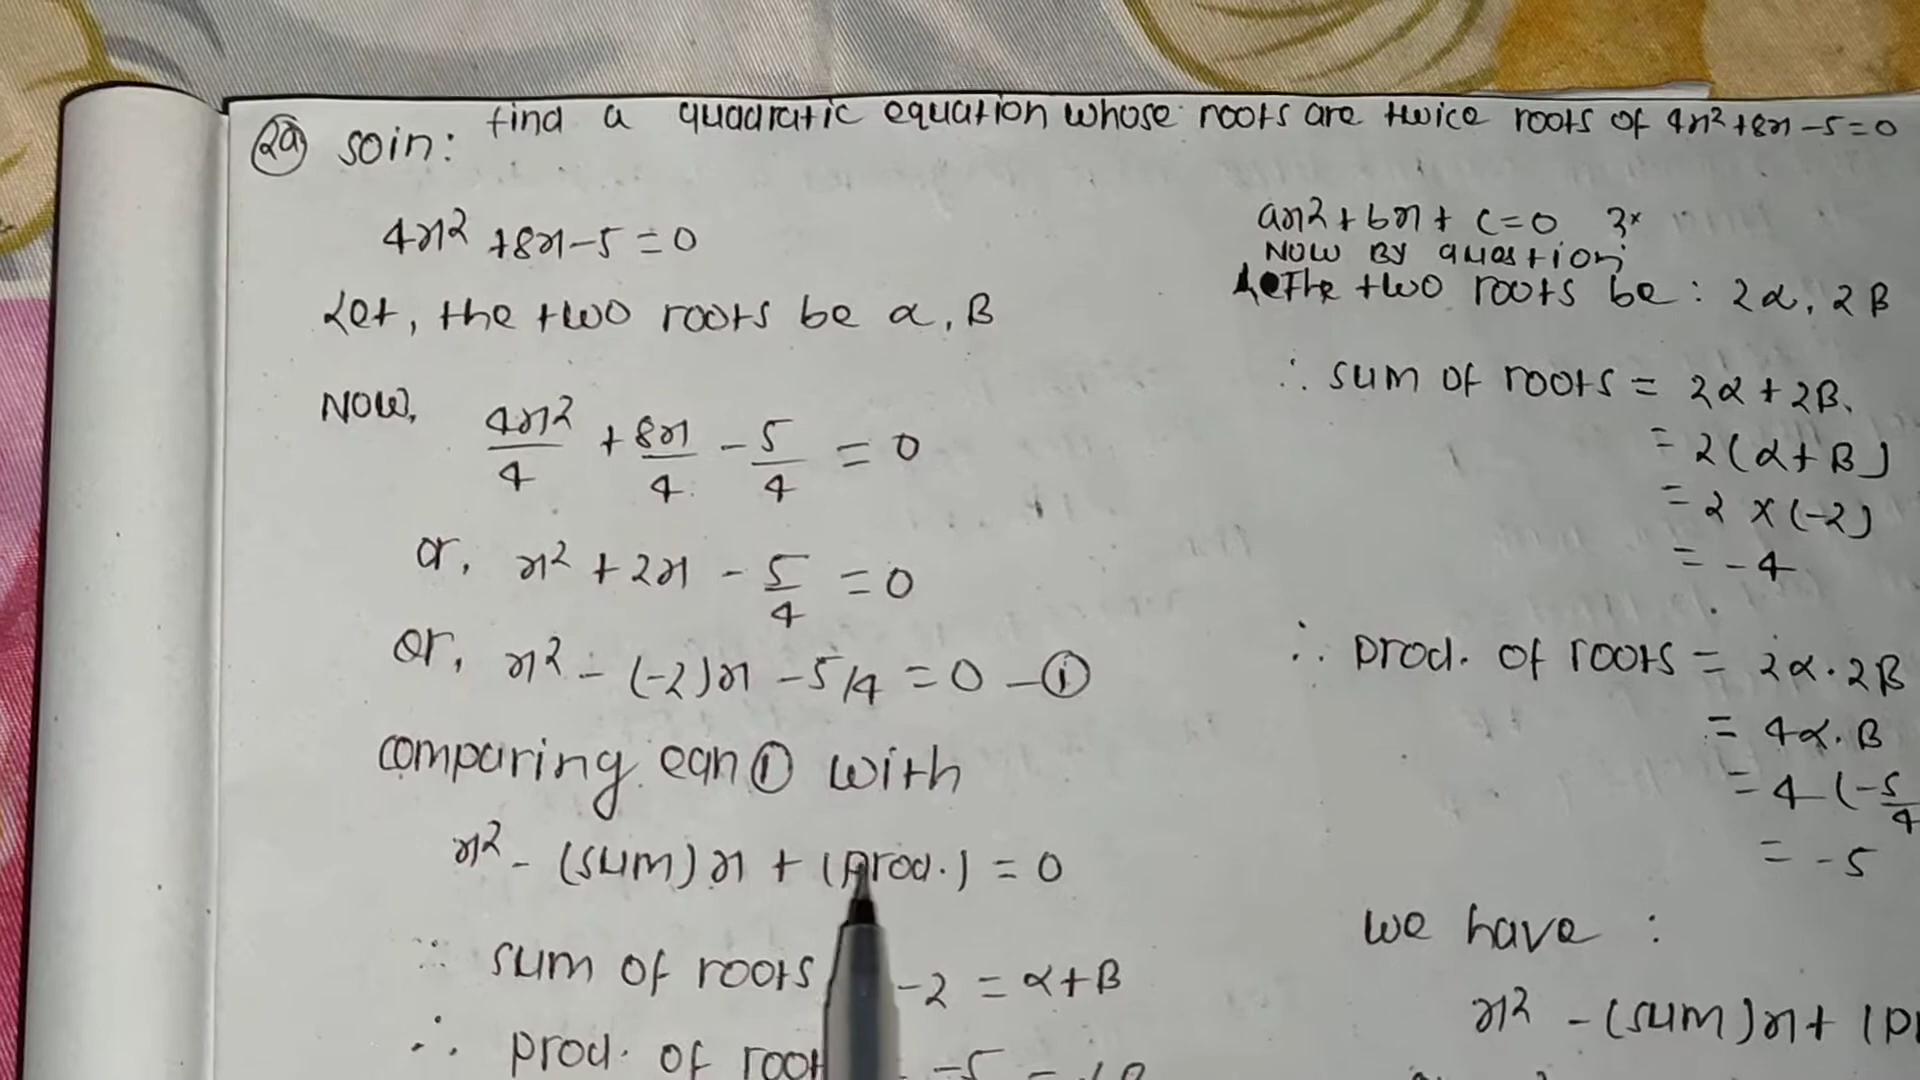 2a) soln: find a quadratic equation whose roots are twice roots of 4x²+8x-5=0
4x²+8x-5=0
Let, the two roots be α, β
Now, 4x²/4 + 8x/4 - 5/4 = 0
or, x² + 2x - 5/4 = 0
or, x² - (-2)x - 5/4 = 0 - ①
comparing eqn ① with
x² - (sum)x + (prod.) = 0
∴ sum of roots -2 = α+β
∴ prod. of root -5 =
ax²+bx+ c=0
Now By question;
The two roots be: 2α, 2β
∴ sum of roots = 2α+2β
= 2(α+β)
= 2 x (-2)
= -4
∴ prod. of roots = 2α.2β
= 4α.β
= 4 (-5/4
= -5
we have :
x² - (sum)x + (p